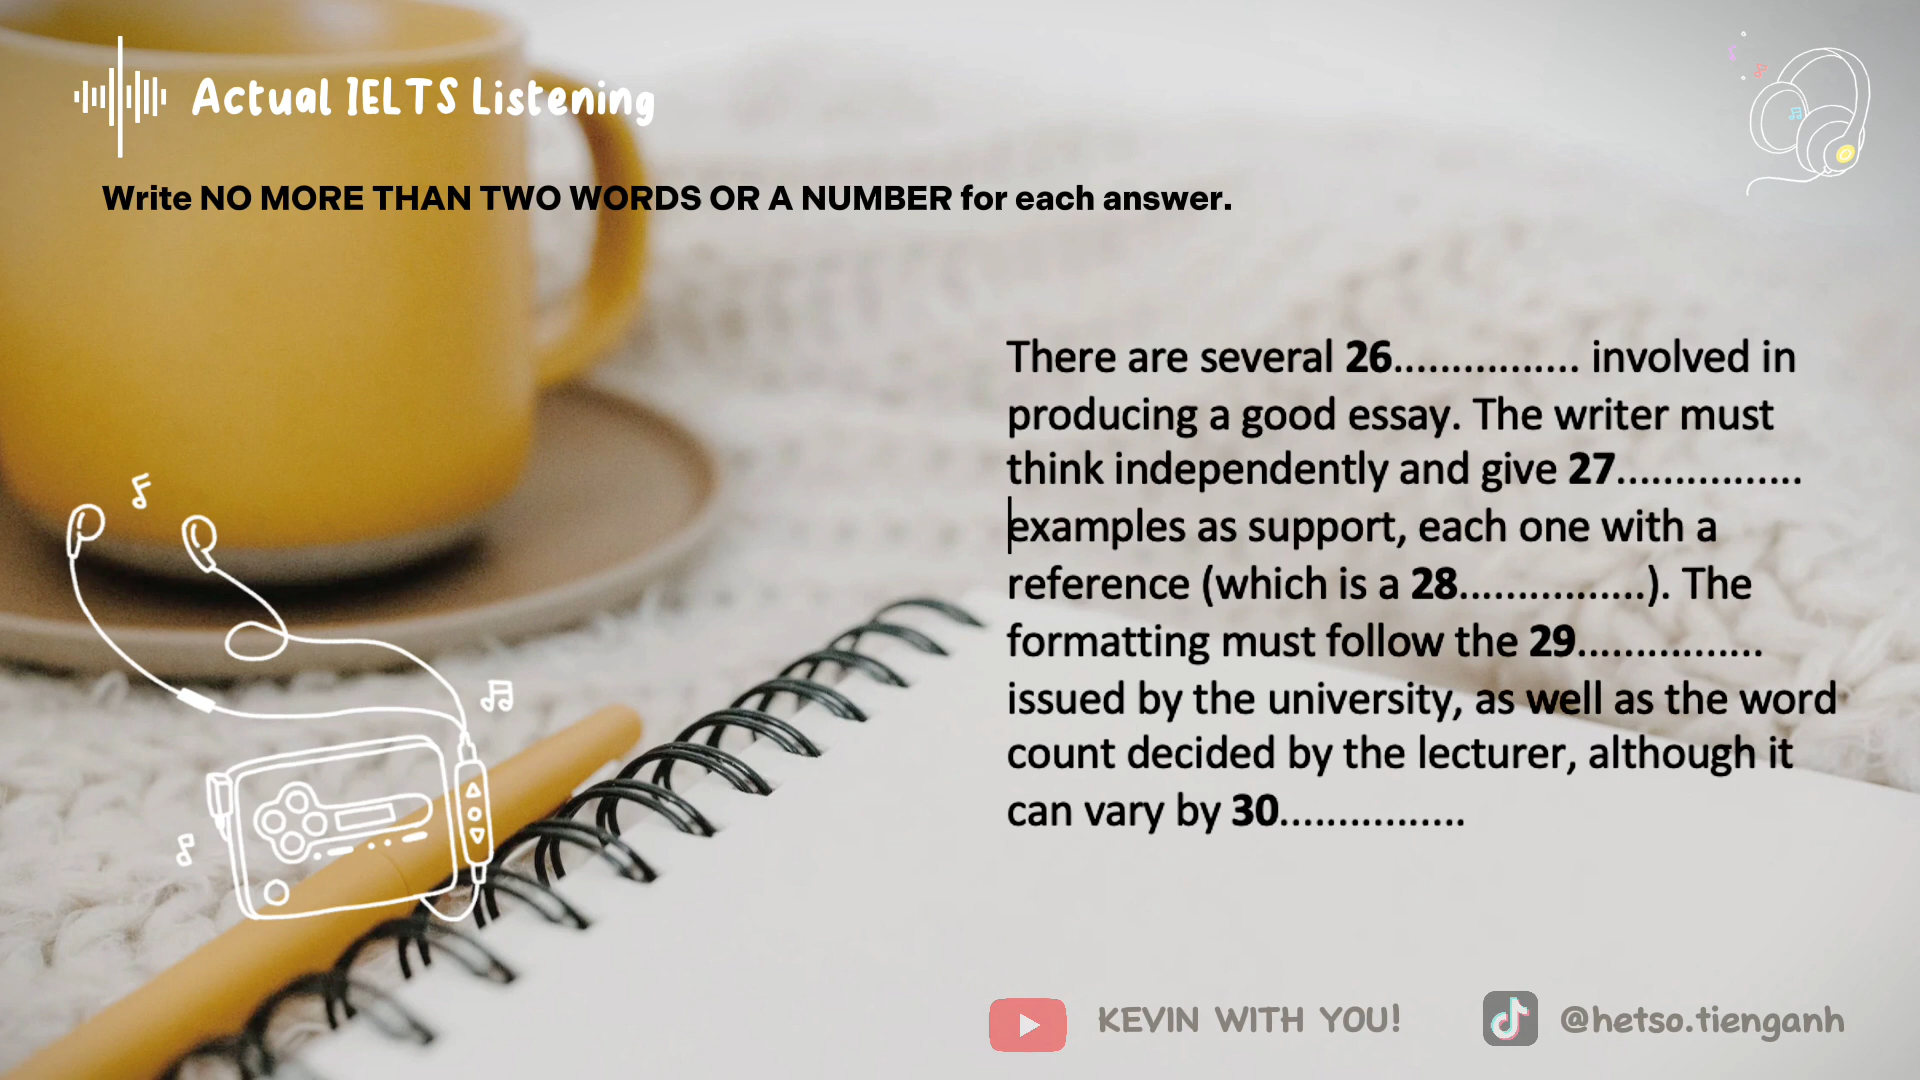 Actual IELTS Listening
Write NO MORE THAN TWO WORDS OR A NUMBER for each answer.
There are several 26................ involved in
producing a good essay. The writer must
think independently and give 27................
examples as support, each one with a
reference (which is a 28................). The
formatting must follow the 29................
issued by the university, as well as the word
count decided by the lecturer, although it
can vary by 30................
KEVIN WITH YOU!
@hetso.tienganh